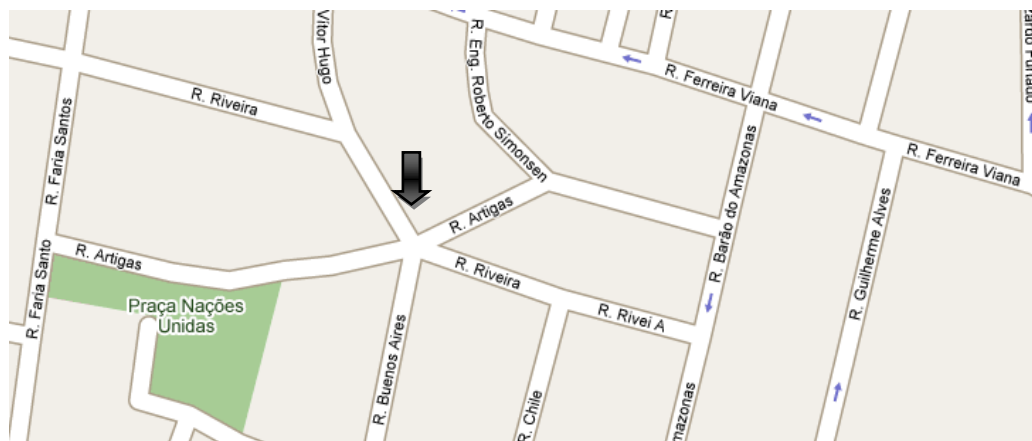 Vitor Hugo
R. Eng. Roberto Simonsen
R. Ferreira Viana
R. Riveira
R. Faria Santos
R. Barão do Amazonas
R. Ferreira Viana
R. Guilherme Alves
R. Artigas
R. Artigas
R. Faria Santo
R. Riveira
Praça Nações
Unidas
R. Rivei A
R. Buenos Aires
R. Chile
mazonas